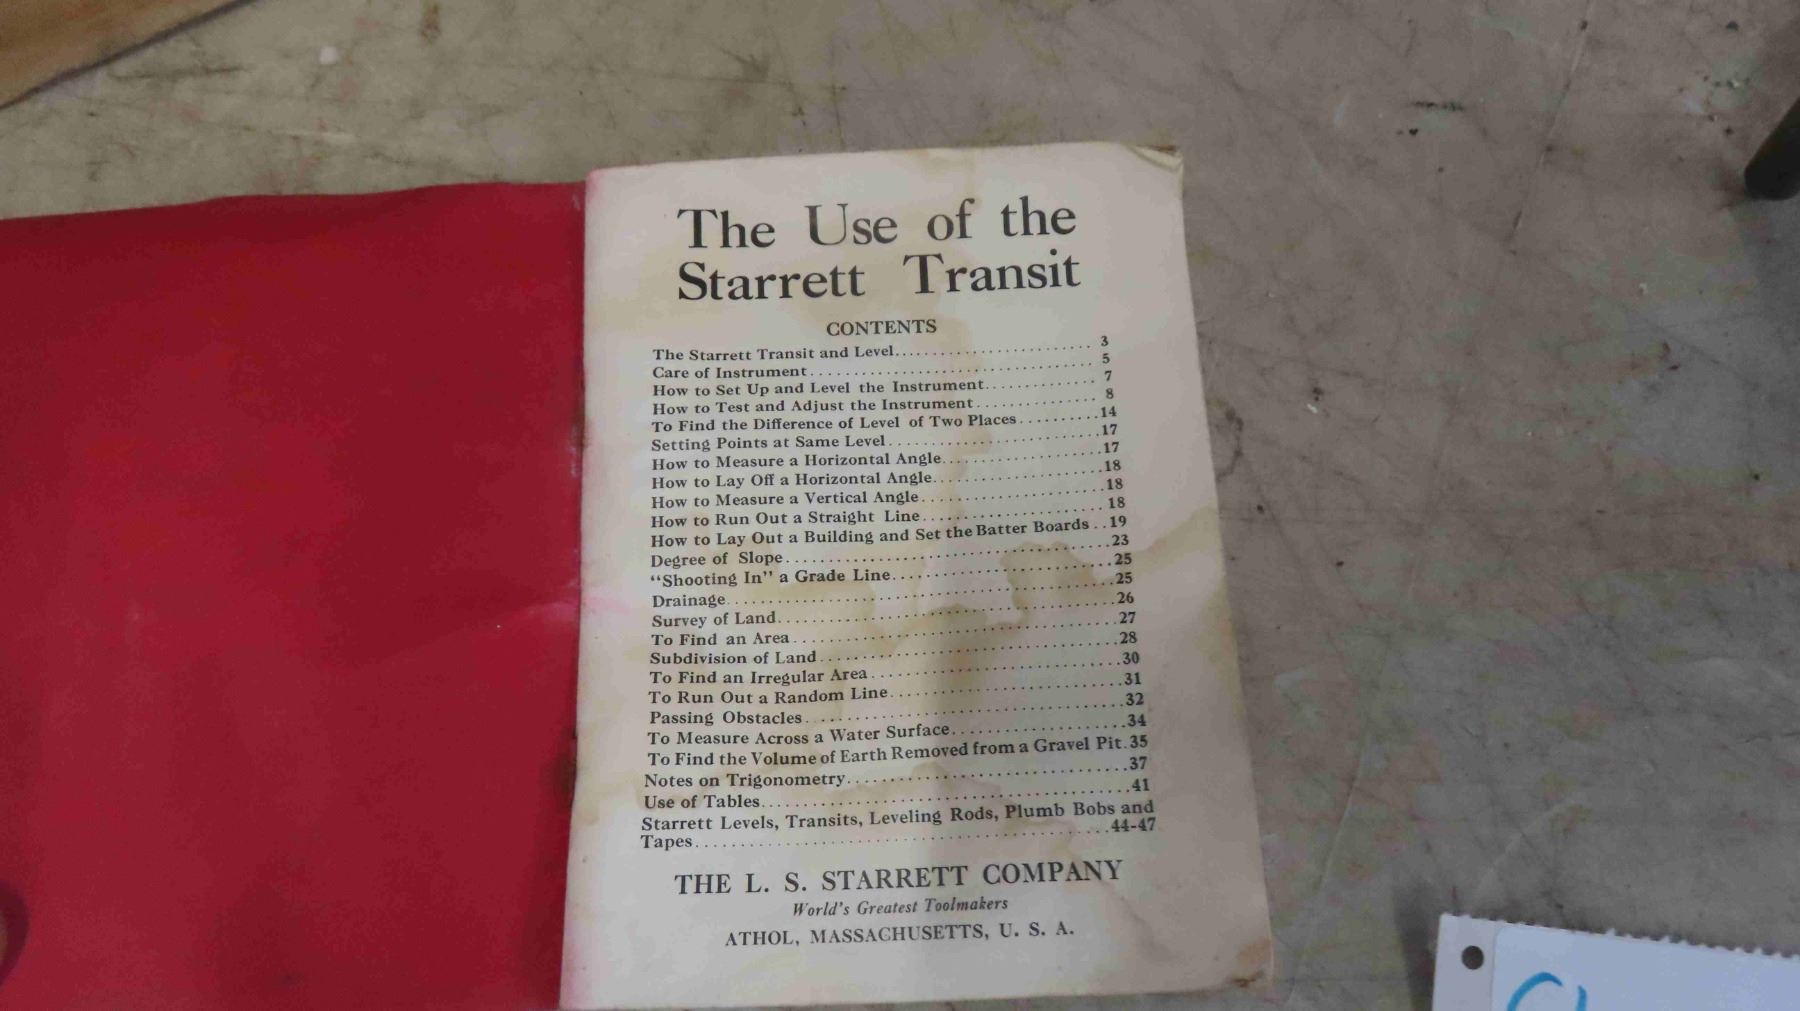 The Use of the
Starrett Transit
CONTENTS
The Starrett Transit and Level........................ 3
Care of Instrument............................... 5
How to Set Up and Level the Instrument............. 7
How to Test and Adjust the Instrument.............. 8
To Find the Difference of Level of Two Places.........14
Setting Points at Same Level........................17
How to Measure a Horizontal Angle..................17
How to Lay Off a Horizontal Angle...................18
How to Measure a Vertical Angle.....................18
How to Run Out a Straight Line..................... 18
How to Lay Out a Building and Set the Batter Boards..19
Degree of Slope....................................23
"Shooting In" a Grade Line.........................25
Drainage..........................................25
Survey of Land.....................................26
To Find an Area....................................27
Subdivision of Land.................................28
To Find an Irregular Area...........................30
To Run Out a Random Line.........................31
Passing Obstacles...................................32
To Measure Across a Water Surface...................34
To Find the Volume of Earth Removed from a Gravel Pit.35
Notes on Trigonometry..............................37
Use of Tables.......................................41
Starrett Levels, Transits, Leveling Rods, Plumb Bobs and
Tapes...........................................44-47
THE L. S. STARRETT COMPANY
World's Greatest Toolmakers
ATHOL, MASSACHUSETTS, U. S. A.